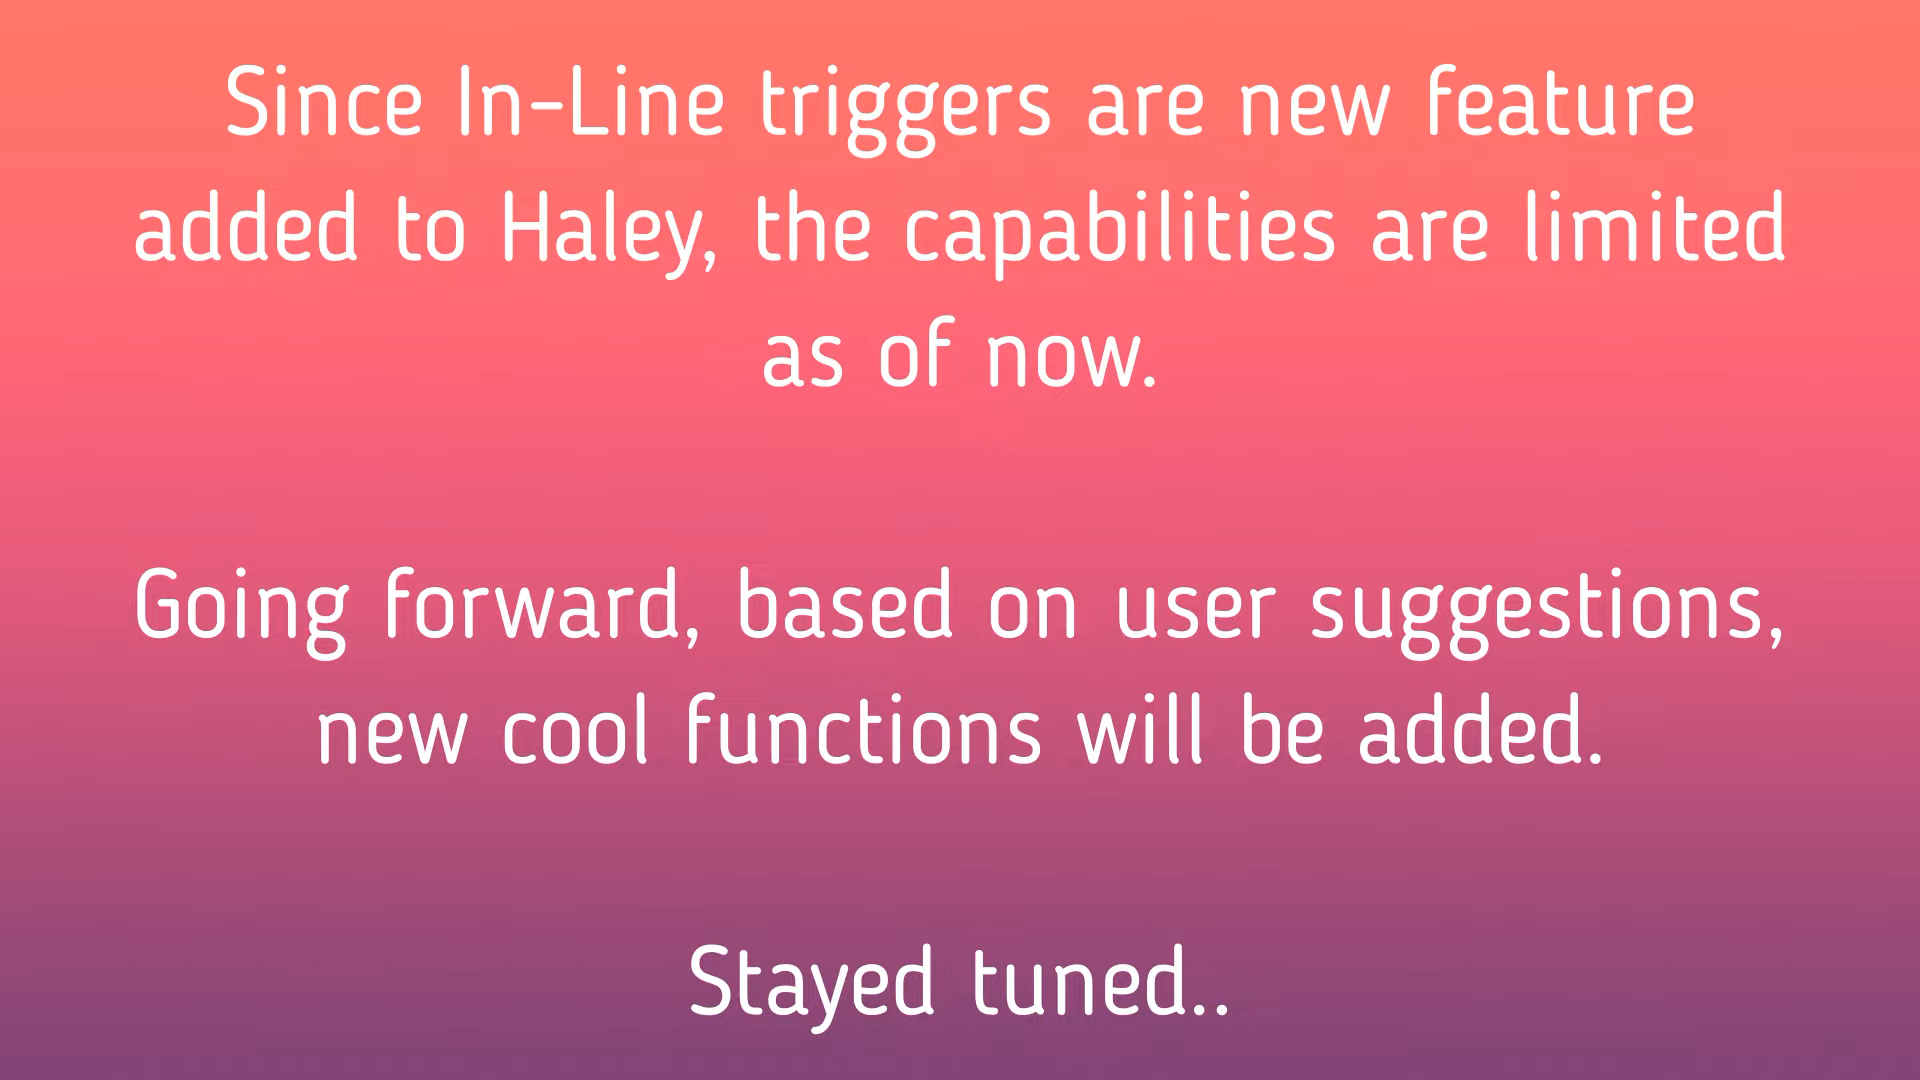 Since In-Line triggers are new feature
added to Haley, the capabilities are limited
as of now.
Going forward, based on user suggestions,
new cool functions will be added.
Stayed tuned..